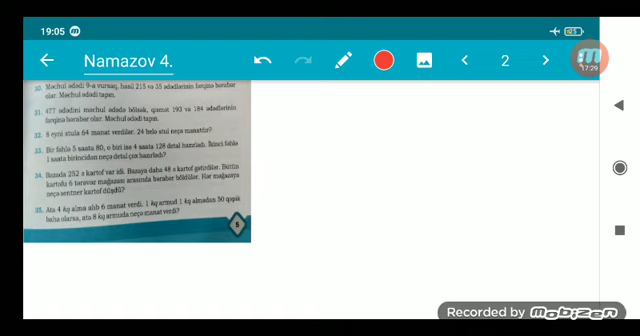 19:05
Namazov 4.
2
17:29
30. Məchul ədədi 9-a vursaq, hasil 215 və 35 ədədlərinin fərqinə bərabər
olar. Məchul ədədi tapın.
31. 477 ədədini məchul ədədə bölsək, qismət 193 və 184 ədədlərinin
fərqinə bərabər olar. Məchul ədədi tapın.
32. 8 eyni stula 64 manat verdilər. 24 belə stul neçə manatdır?
33. Bir fəhlə 5 saata 80, o biri isə 4 saata 128 detal hazırladı. İkinci fəhlə
1 saata birincidən neçə detal çox hazırladı?
34. Bazada 252 s kartof var idi. Bazaya daha 48 s kartof gətirdilər. Bütün
kartofu 6 tərəvəz mağazası arasında bərabər böldülər. Hər mağazaya
neçə sentner kartof düşdü?
35. Ata 4 kq alma alıb 6 manat verdi. 1 kq armud 1 kq almadan 50 qəpik
baha olarsa, ata 8 kq armuda neçə manat verdi?
5
Recorded by mobizen